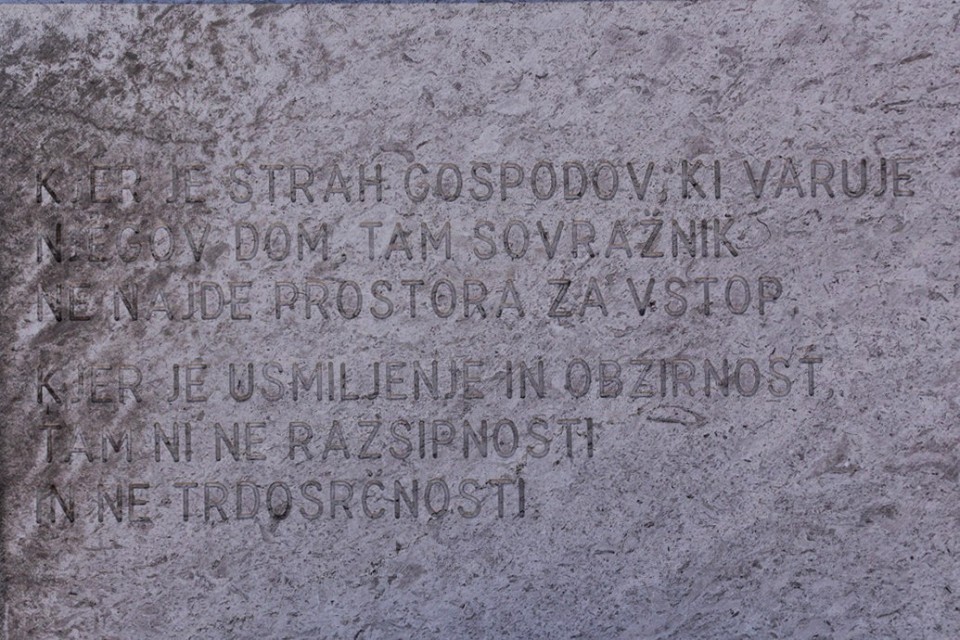 KJER JE STRAH GOSPODOV, KI VARUJE
NJEGOV DOM, TAM SOVRAŽNIK
NE NAJDE PROSTORA ZA VSTOP.
KJER JE USMILJENJE IN OBZIRNOST,
TAM NI NE RAZSIPNOSTI
IN NE TRDOSRČNOSTI.